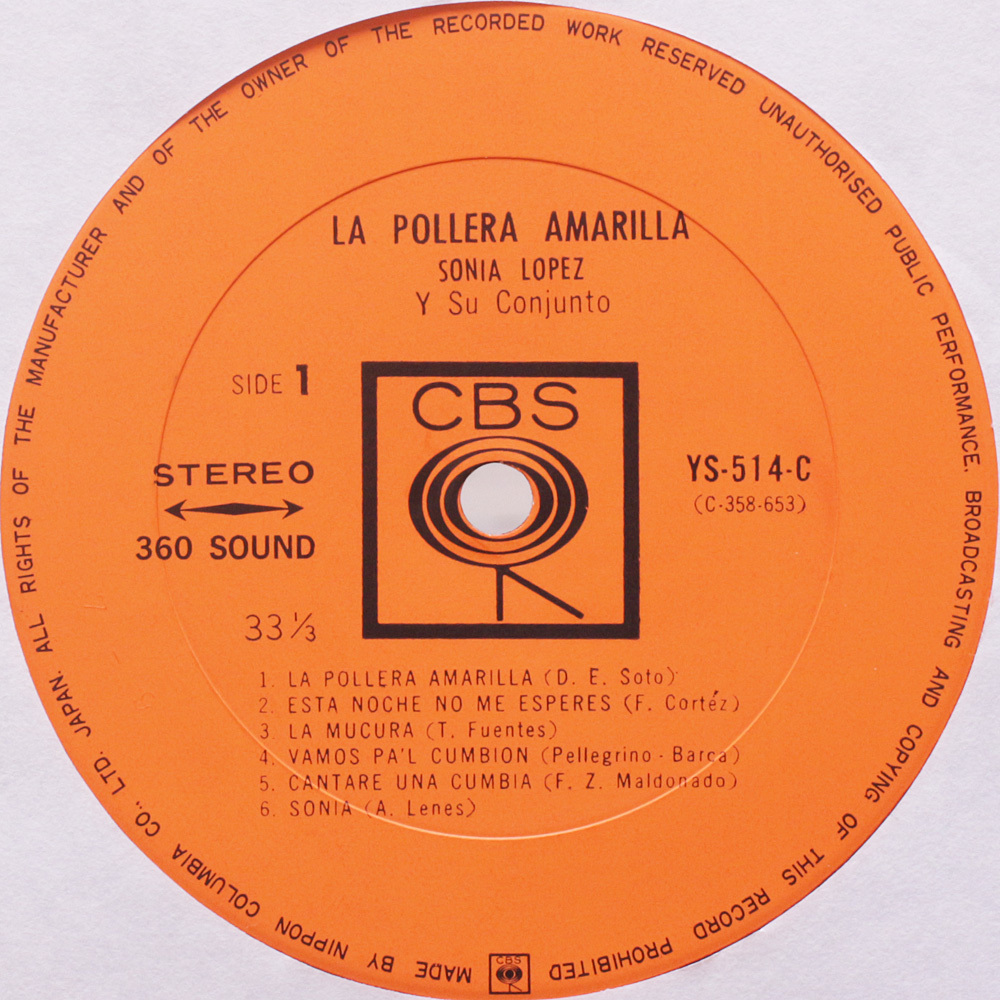 LA POLLERA AMARILLA
SONIA LOPEZ
Y Su Conjunto
SIDE 1
CBS
STEREO
360 SOUND
YS-514-C
(C-358-653)
33⅓
1. LA POLLERA AMARILLA (D. E. Soto)
2. ESTA NOCHE NO ME ESPERES (F. Cortéz)
3. LA MUCURA (T. Fuentes)
4. VAMOS PA'L CUMBION (Pellegrino - Barca)
5. CANTARE UNA CUMBIA (F. Z. Maldonado)
6. SONIA (A. Lenes)
MADE BY NIPPON COLUMBIA CO., LTD. JAPAN. ALL RIGHTS OF THE MANUFACTURER AND OF THE OWNER OF THE RECORDED WORK RESERVED UNAUTHORISED PUBLIC PERFORMANCE. BROADCASTING AND COPYING OF THIS RECORD PROHIBITED
CBS